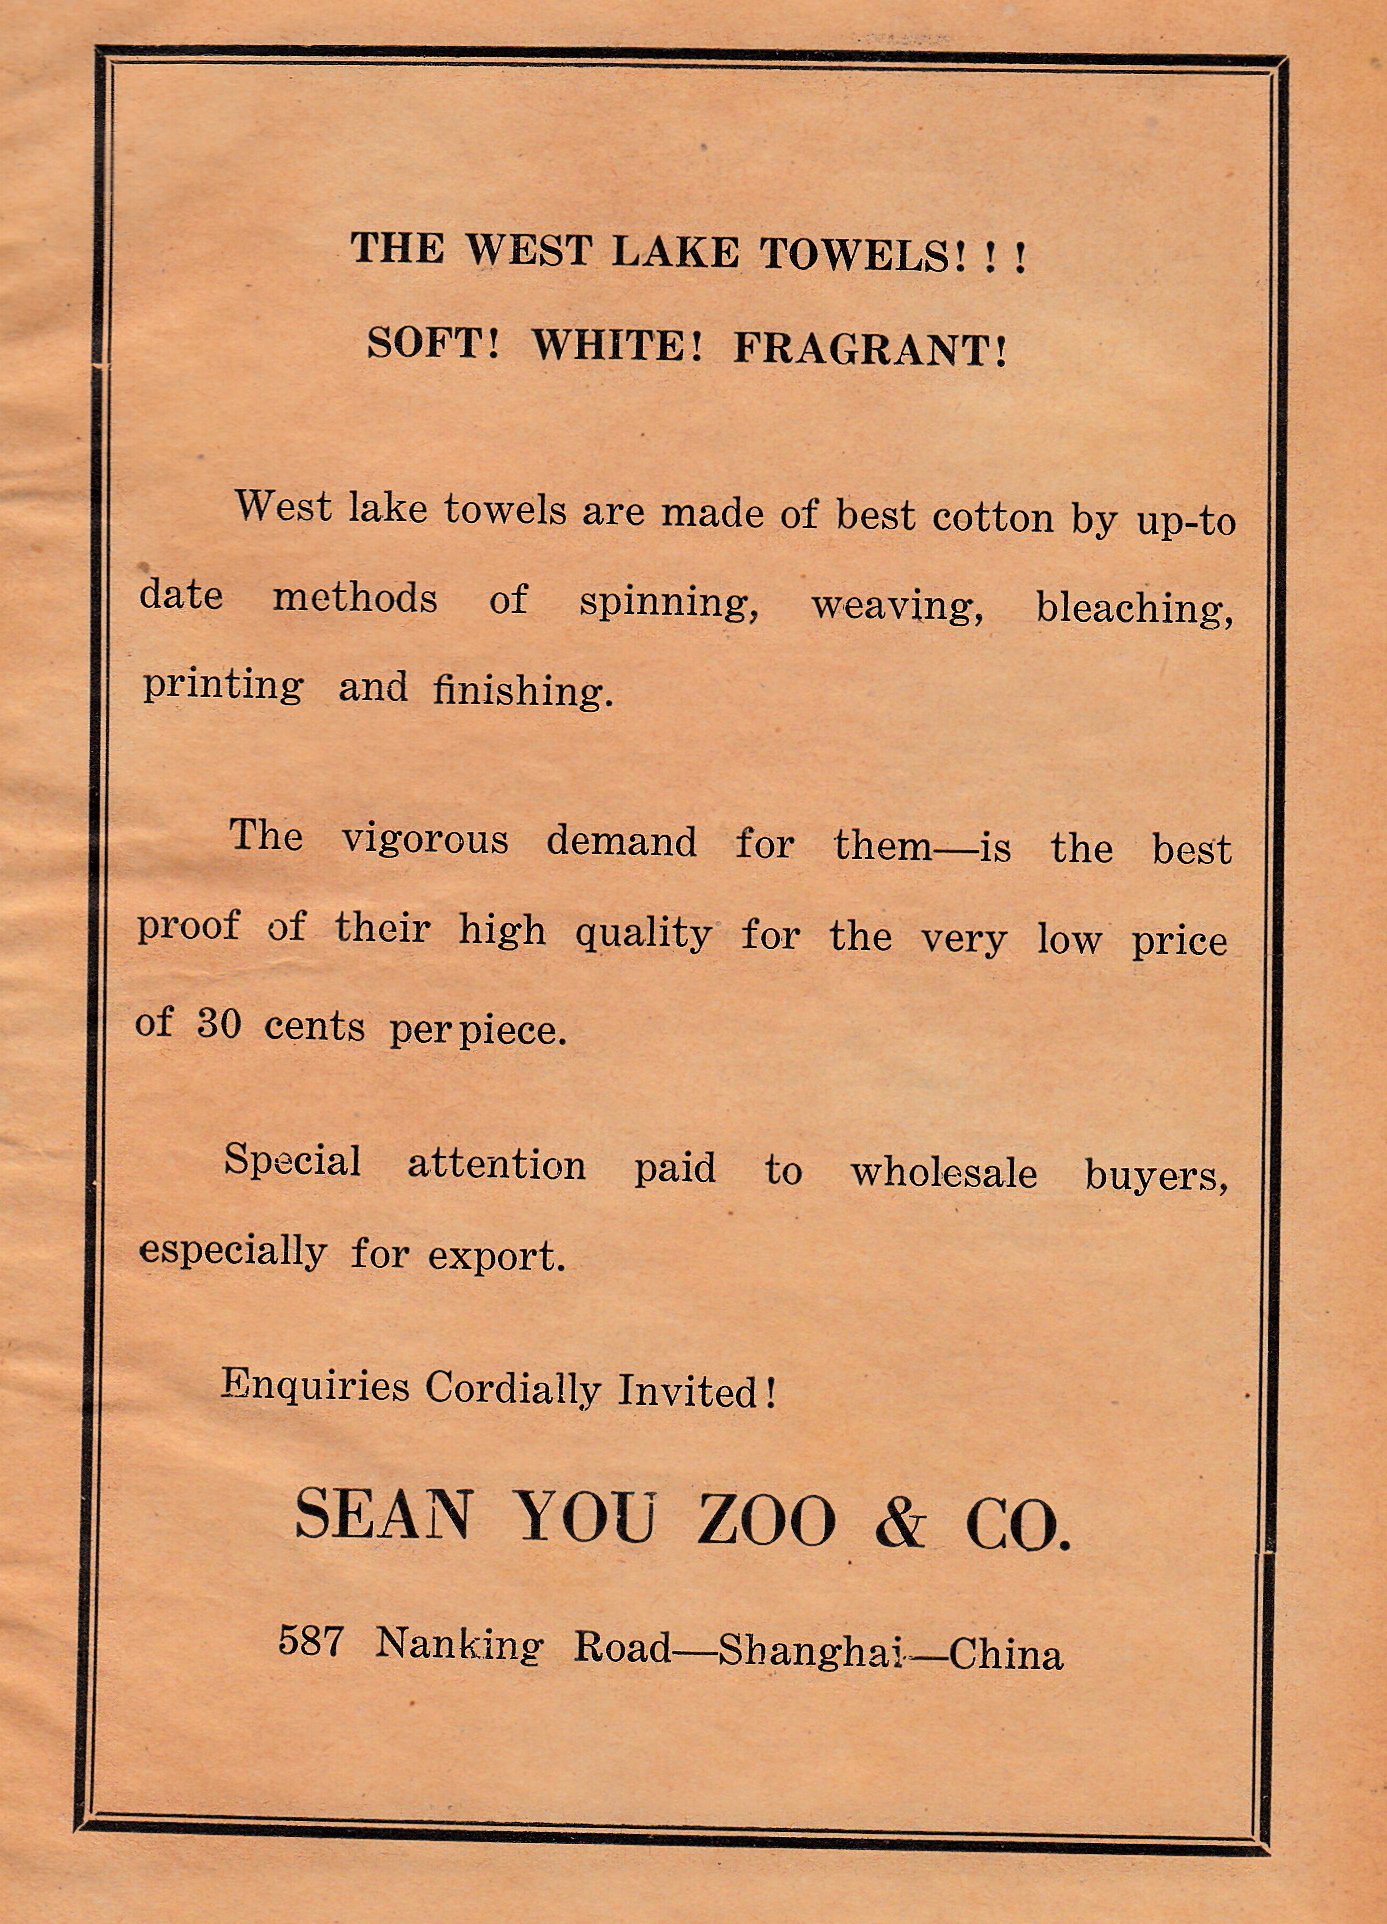 THE WEST LAKE TOWELS! ! !
SOFT! WHITE! FRAGRANT!
West lake towels are made of best cotton by up-to
date methods of spinning, weaving, bleaching,
printing and finishing.
The vigorous demand for them—is the best
proof of their high quality for the very low price
of 30 cents per piece.
Special attention paid to wholesale buyers,
especially for export.
Enquiries Cordially Invited!
SEAN YOU ZOO & CO.
587 Nanking Road—Shanghai—China